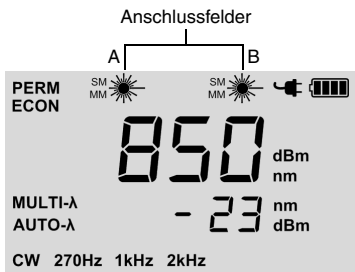 Anschlussfelder
A B
PERM SM SM
ECON MM MM
850 dBm
nm
MULTI-λ - 23 nm
AUTO-λ dBm
CW 270Hz 1kHz 2kHz